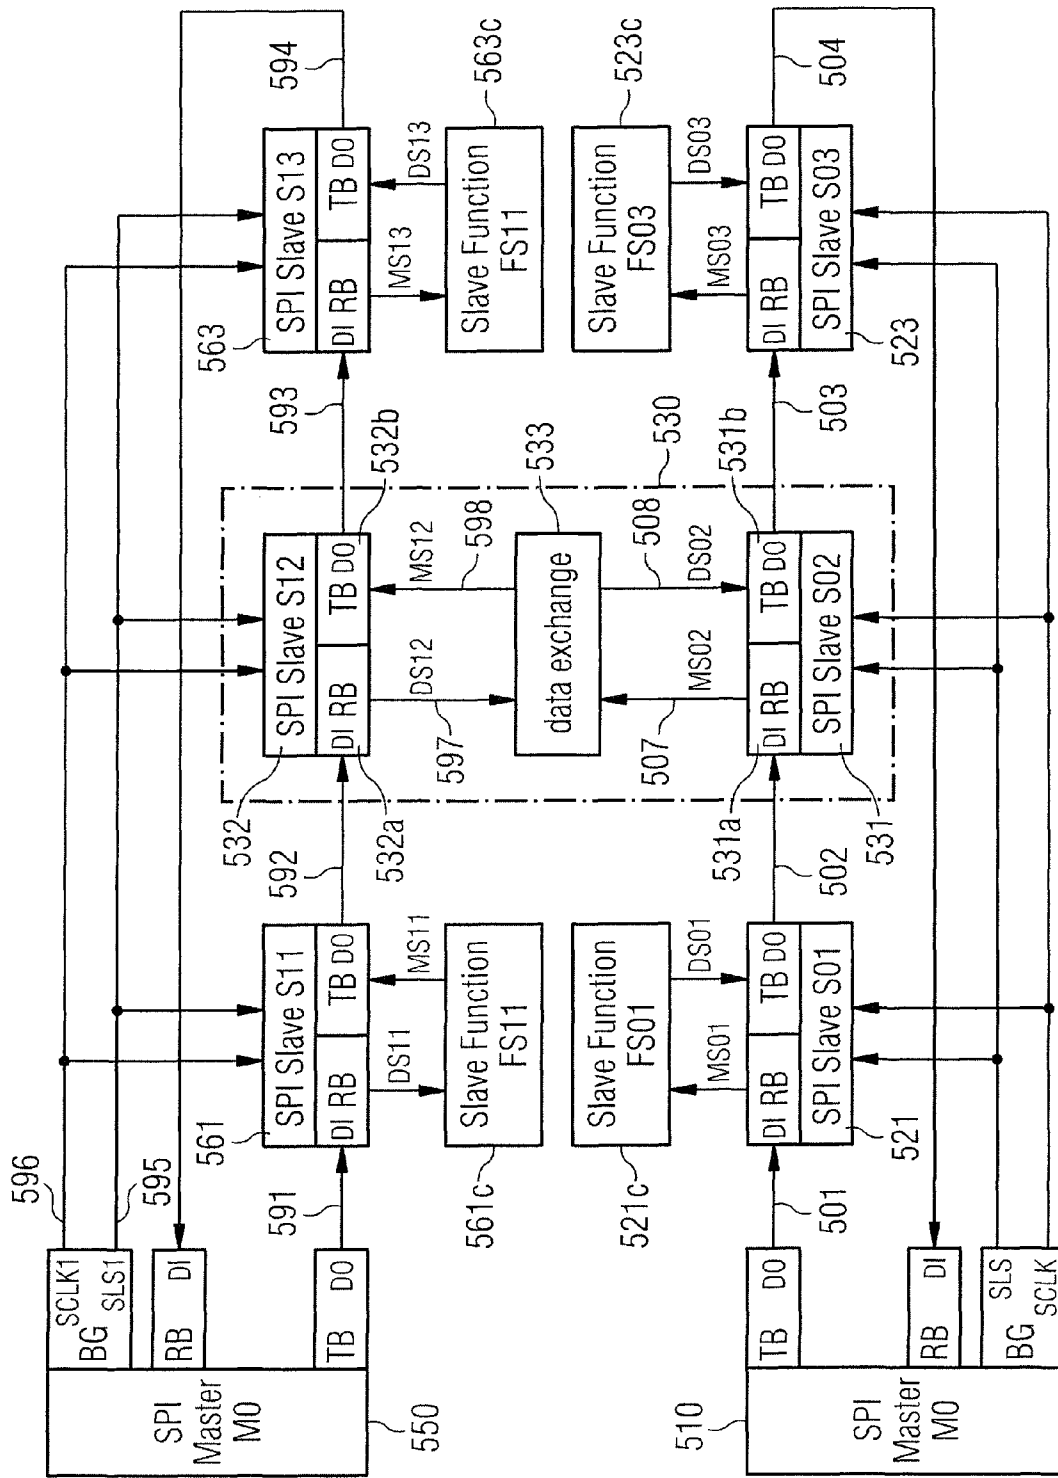 596
595
594
SCLK1
SLS1
BG
RB DI
TB DO
SPI
Master
M0
550
591
561
SPI Slave S11
DI RB
TB DO
DS11
MS11
Slave Function
FS11
561c
592
532
SPI Slave S12
DI RB
TB DO
532a
532b
DS12
MS12
597
598
data exchange
533
530
593
563
SPI Slave S13
DI RB
TB DO
MS13
DS13
Slave Function
FS11
563c
510
SPI
Master
M0
TB DO
RB DI
BG
SLS
SCLK
501
521c
Slave Function
FS01
MS01
DS01
DI RB
TB DO
SPI Slave S01
521
502
507
508
MS02
DS02
531a
531b
DI RB
TB DO
SPI Slave S02
531
503
523c
Slave Function
FS03
MS03
DS03
DI RB
TB DO
SPI Slave S03
523
504